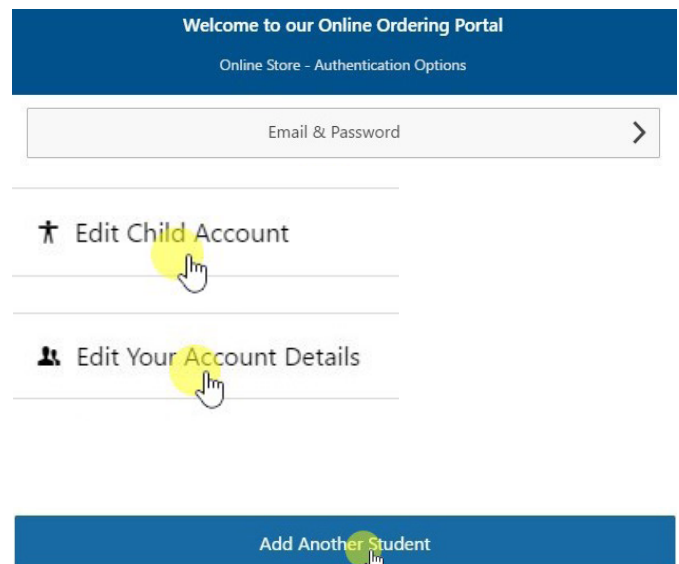 Welcome to our Online Ordering Portal
Online Store - Authentication Options
Email & Password
Edit Child Account
Edit Your Account Details
Add Another Student